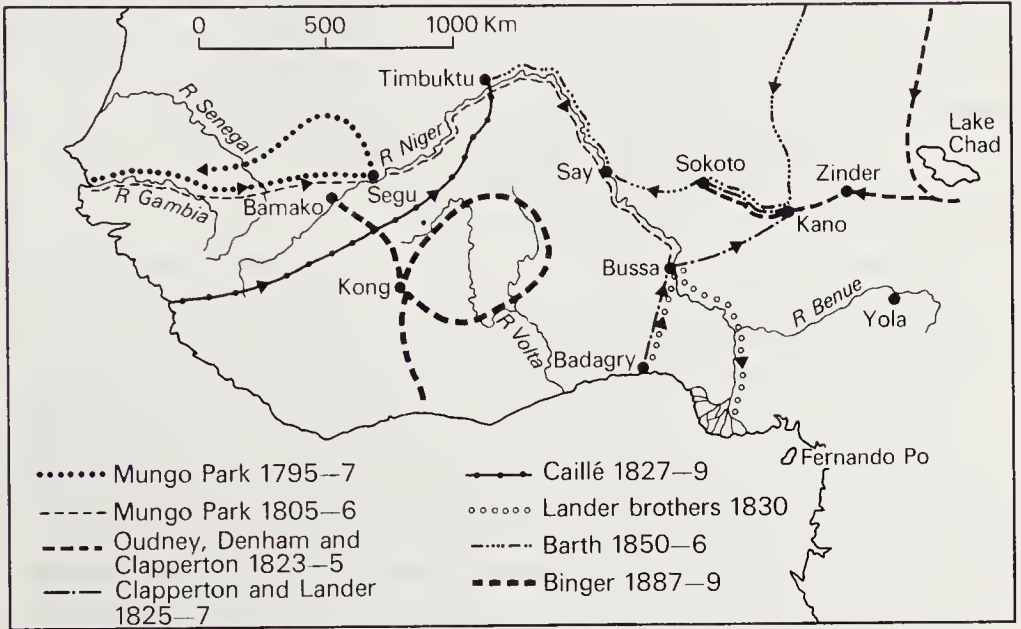 0 500 1000 Km
Timbuktu
R Senegal
R Niger
Lake
Chad
Sokoto
Zinder
Say
Segu
R Gambia
Bamako
Kano
Bussa
Kong
R Benue
Yola
R Volta
Badagry
Fernando Po
Mungo Park 1795—7
Mungo Park 1805—6
Oudney, Denham and
Clapperton 1823—5
Clapperton and Lander
1825—7
Caillé 1827—9
Lander brothers 1830
Barth 1850—6
Binger 1887—9